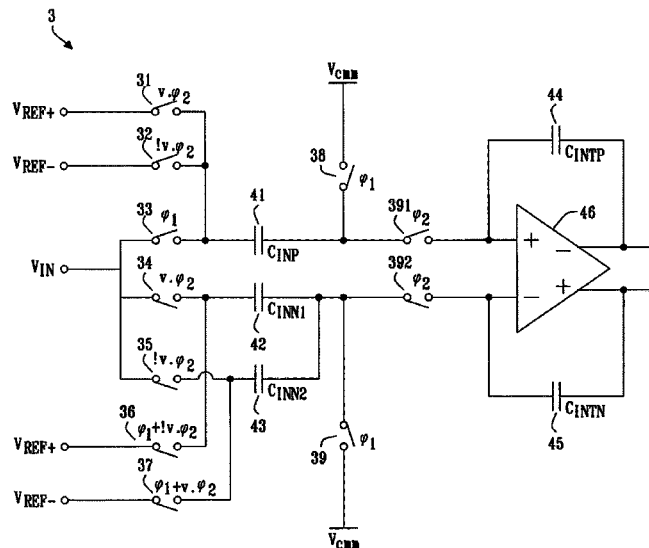 3
31 v.φ2
VREF+
VREF-
32 !v.φ2
Vcmm
38 φ1
44
CINTP
33 φ1
41
CINP
391 φ2
46
+ −
VIN
34 v.φ2
CINN1
42
392 φ2
− +
35 !v.φ2
CINN2
43
36 φ1+!v.φ2
VREF+
39 φ1
CINTN
45
37 φ1+v.φ2
VREF-
Vcmm